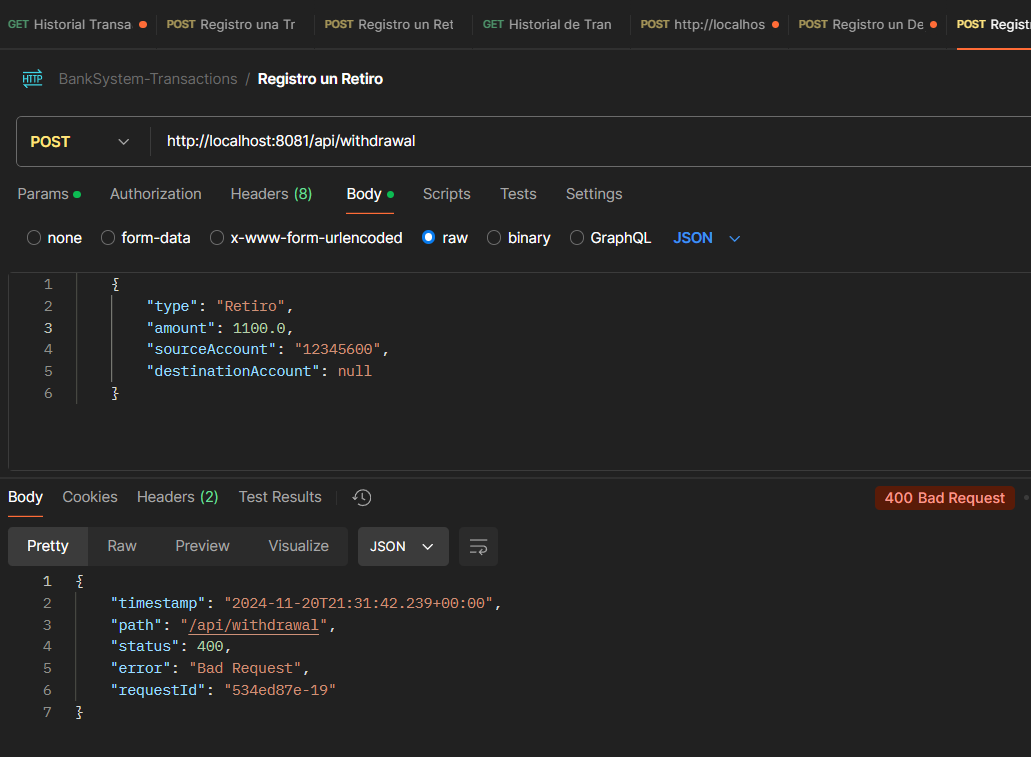 GET Historial Transa POST Registro una Tr POST Registro un Ret GET Historial de Tran POST http://localhos POST Registro un De POST Regist
HTTP BankSystem-Transactions / Registro un Retiro
POST http://localhost:8081/api/withdrawal
Params Authorization Headers (8) Body Scripts Tests Settings
none form-data x-www-form-urlencoded raw binary GraphQL JSON
1 {
2 "type": "Retiro",
3 "amount": 1100.0,
4 "sourceAccount": "12345600",
5 "destinationAccount": null
6 }
Body Cookies Headers (2) Test Results 400 Bad Request
Pretty Raw Preview Visualize JSON
1 {
2 "timestamp": "2024-11-20T21:31:42.239+00:00",
3 "path": "/api/withdrawal",
4 "status": 400,
5 "error": "Bad Request",
6 "requestId": "534ed87e-19"
7 }